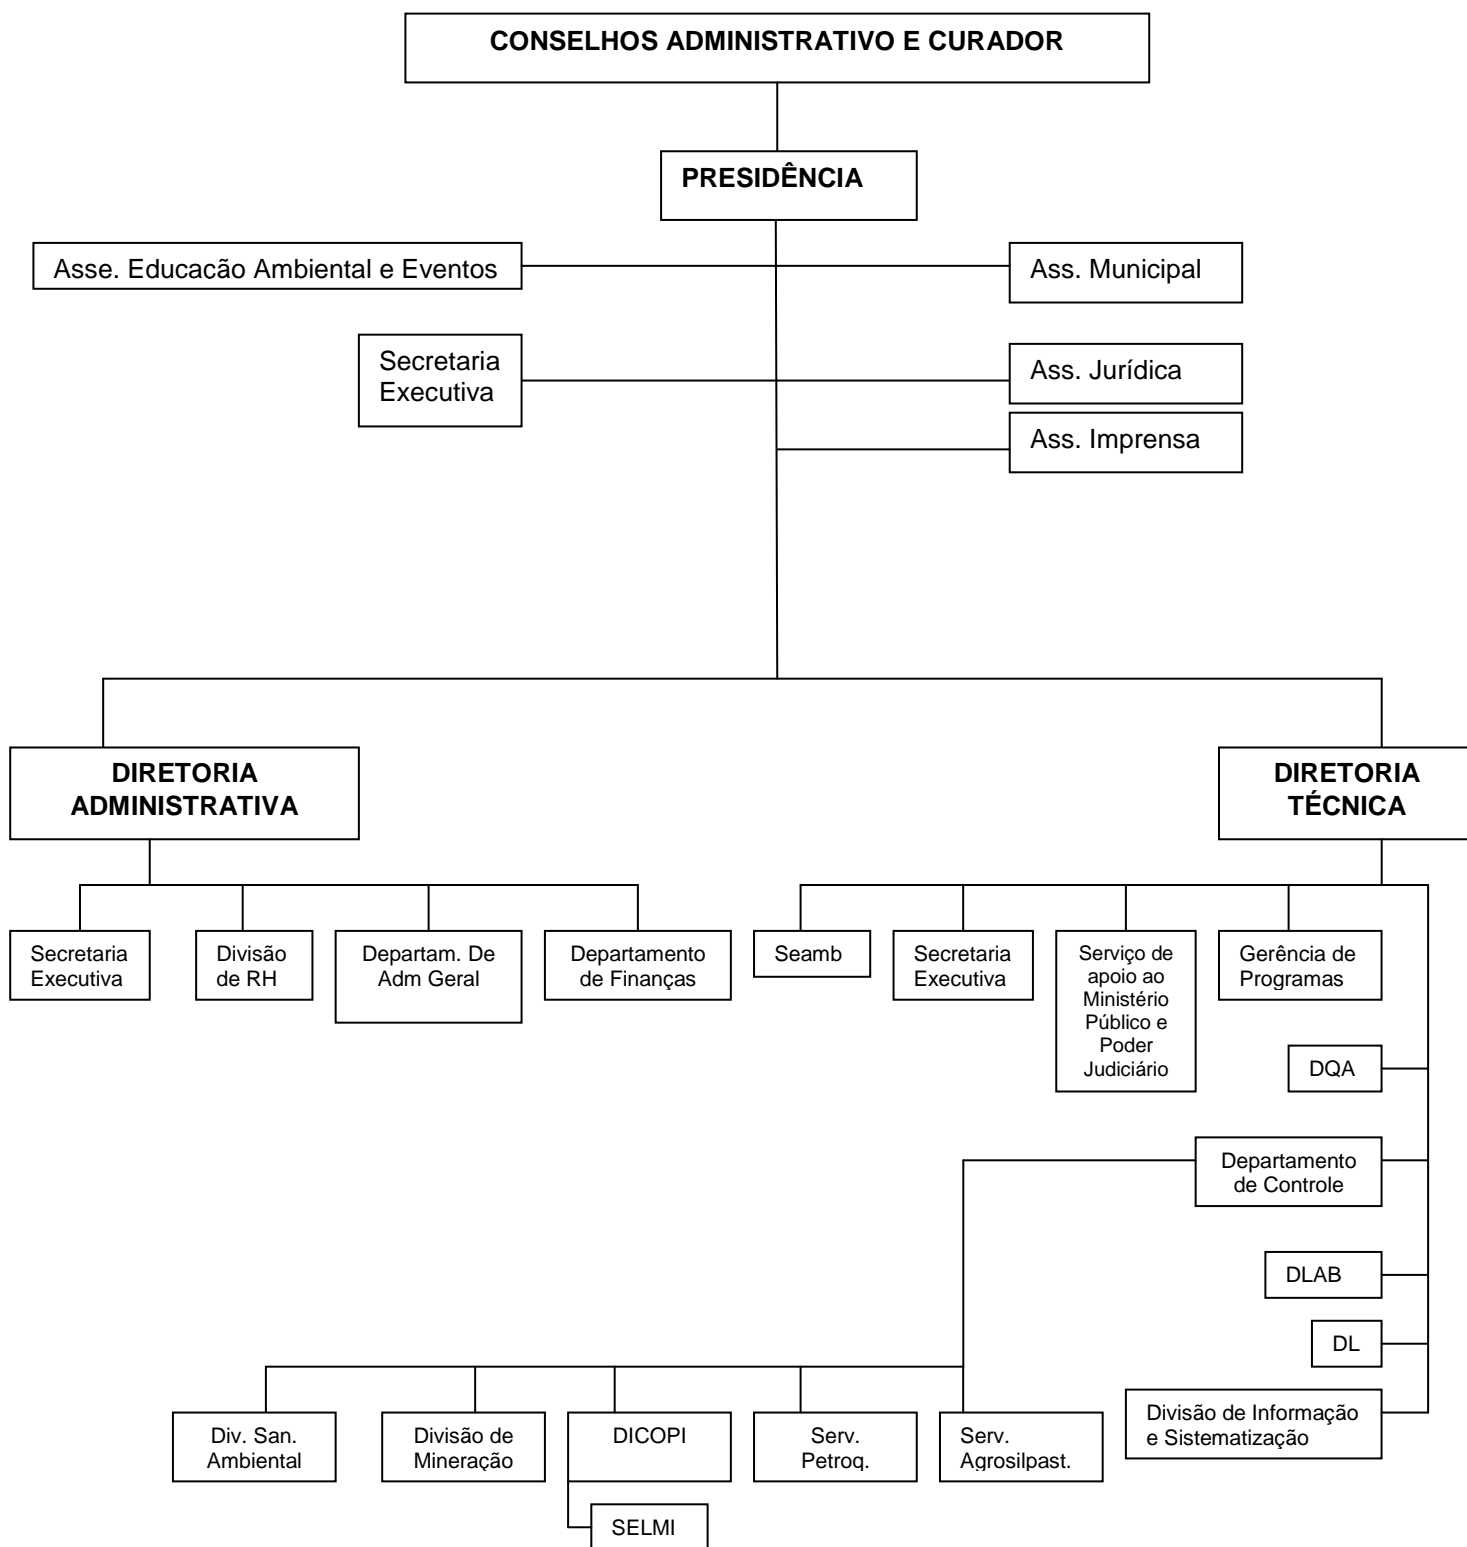 CONSELHOS ADMINISTRATIVO E CURADOR
PRESIDÊNCIA
Asse. Educacão Ambiental e Eventos
Ass. Municipal
Secretaria
Executiva
Ass. Jurídica
Ass. Imprensa
DIRETORIA
ADMINISTRATIVA
DIRETORIA
TÉCNICA
Secretaria
Executiva
Divisão
de RH
Departam. De
Adm Geral
Departamento
de Finanças
Seamb
Secretaria
Executiva
Serviço de
apoio ao
Ministério
Público e
Poder
Judiciário
Gerência de
Programas
DQA
Departamento
de Controle
DLAB
DL
Divisão de Informação
e Sistematização
Div. San.
Ambiental
Divisão de
Mineração
DICOPI
Serv.
Petroq.
Serv.
Agrosilpast.
SELMI